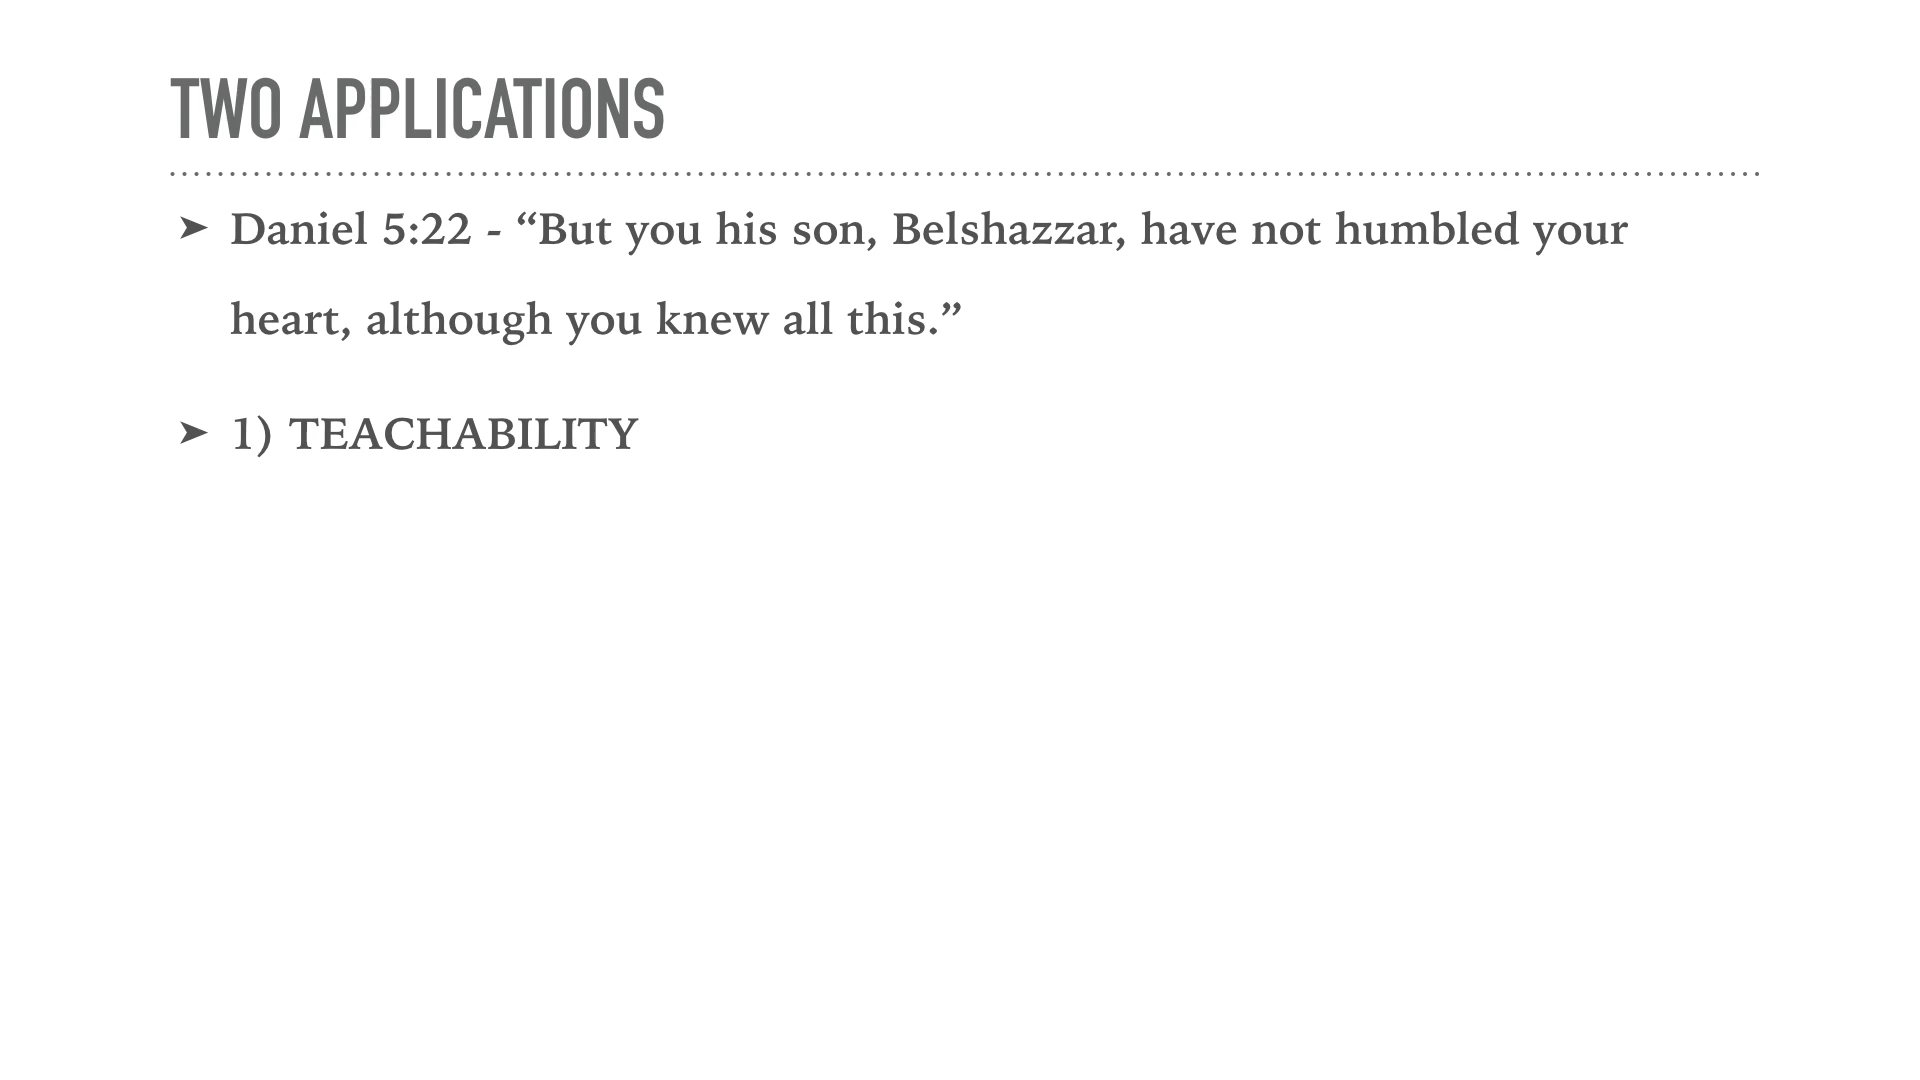 TWO APPLICATIONS
➤ Daniel 5:22 - “But you his son, Belshazzar, have not humbled your
heart, although you knew all this.”
➤ 1) TEACHABILITY